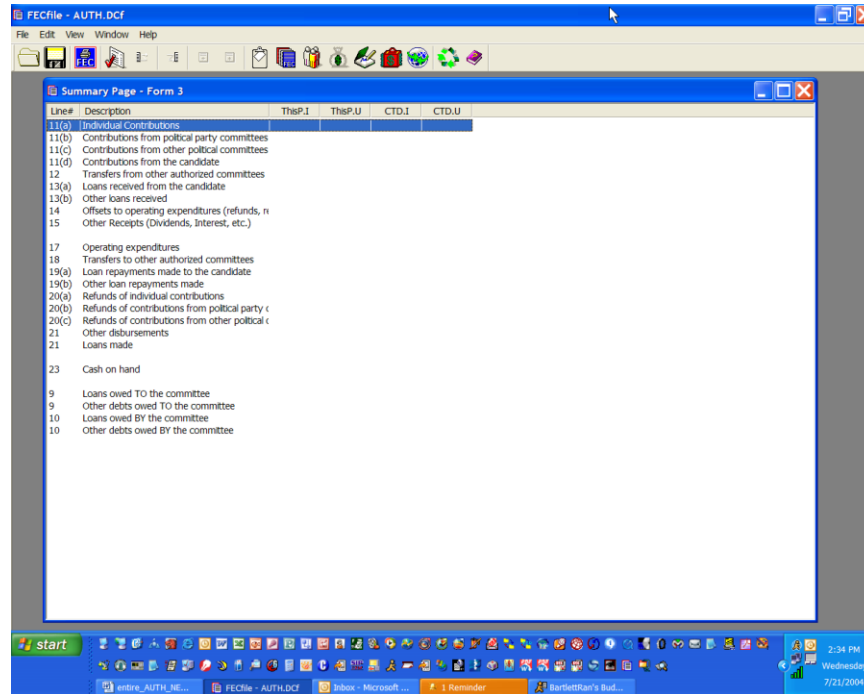 FECfile - AUTH.DCf
File Edit View Window Help
FEC
Summary Page - Form 3
Line# Description ThisP.I ThisP.U CTD.I CTD.U
11(a) Individual Contributions
11(b) Contributions from political party committees
11(c) Contributions from other political committees
11(d) Contributions from the candidate
12 Transfers from other authorized committees
13(a) Loans received from the candidate
13(b) Other loans received
14 Offsets to operating expenditures (refunds, re
15 Other Receipts (Dividends, Interest, etc.)
17 Operating expenditures
18 Transfers to other authorized committees
19(a) Loan repayments made to the candidate
19(b) Other loan repayments made
20(a) Refunds of individual contributions
20(b) Refunds of contributions from political party c
20(c) Refunds of contributions from other political c
21 Other disbursements
21 Loans made
23 Cash on hand
9 Loans owed TO the committee
9 Other debts owed TO the committee
10 Loans owed BY the committee
10 Other debts owed BY the committee
start
2:34 PM
Wednesday
7/21/2004
entire_AUTH_NE... FECfile - AUTH.DCf Inbox - Microsoft ... 1 Reminder BartlettRan's Bud...